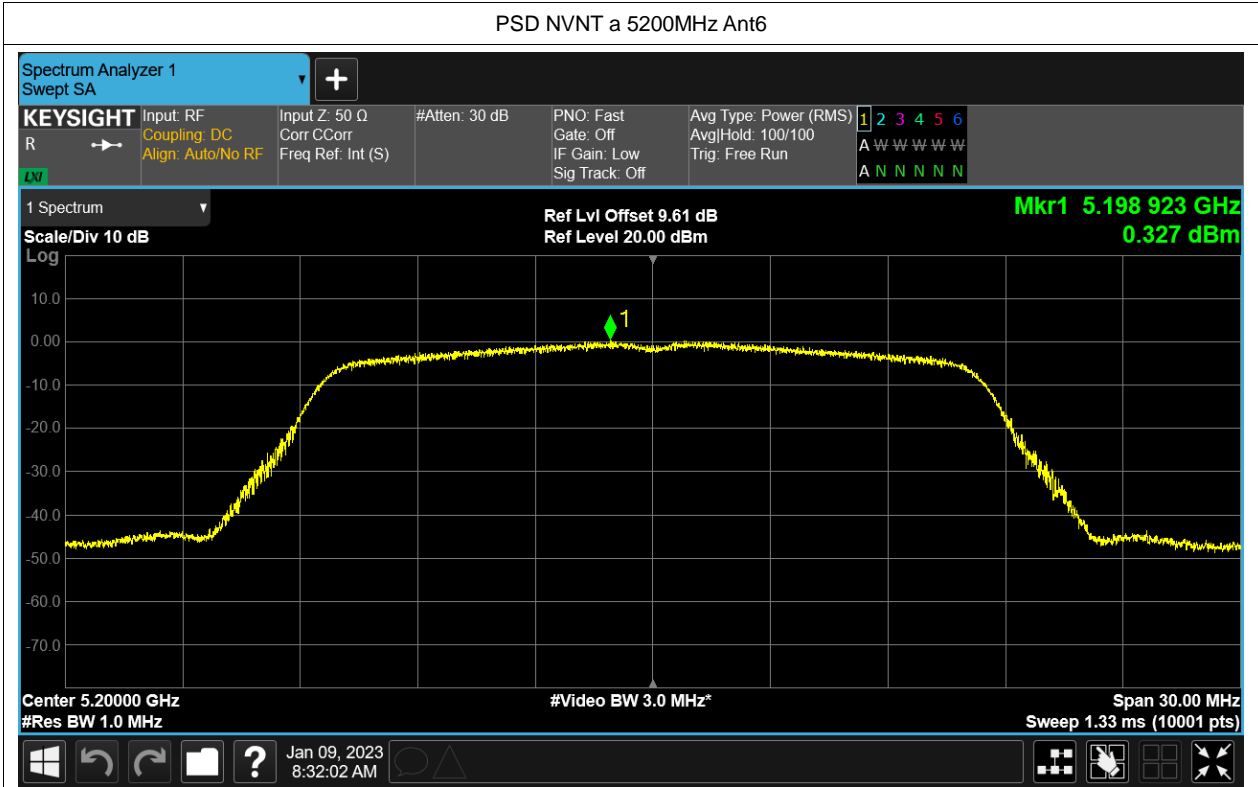 PSD NVNT a 5200MHz Ant6
Spectrum Analyzer 1
Swept SA
KEYSIGHT
R
LXI
Input: RF
Coupling: DC
Align: Auto/No RF
Input Z: 50 Ω
Corr CCorr
Freq Ref: Int (S)
#Atten: 30 dB
PNO: Fast
Gate: Off
IF Gain: Low
Sig Track: Off
Avg Type: Power (RMS)
Avg|Hold: 100/100
Trig: Free Run
1 2 3 4 5 6
A W W W W W
A N N N N N
1 Spectrum
Scale/Div 10 dB
Log
Ref Lvl Offset 9.61 dB
Ref Level 20.00 dBm
Mkr1 5.198 923 GHz
0.327 dBm
1
10.0
0.00
-10.0
-20.0
-30.0
-40.0
-50.0
-60.0
-70.0
Center 5.20000 GHz
#Res BW 1.0 MHz
#Video BW 3.0 MHz*
Span 30.00 MHz
Sweep 1.33 ms (10001 pts)
?
Jan 09, 2023
8:32:02 AM